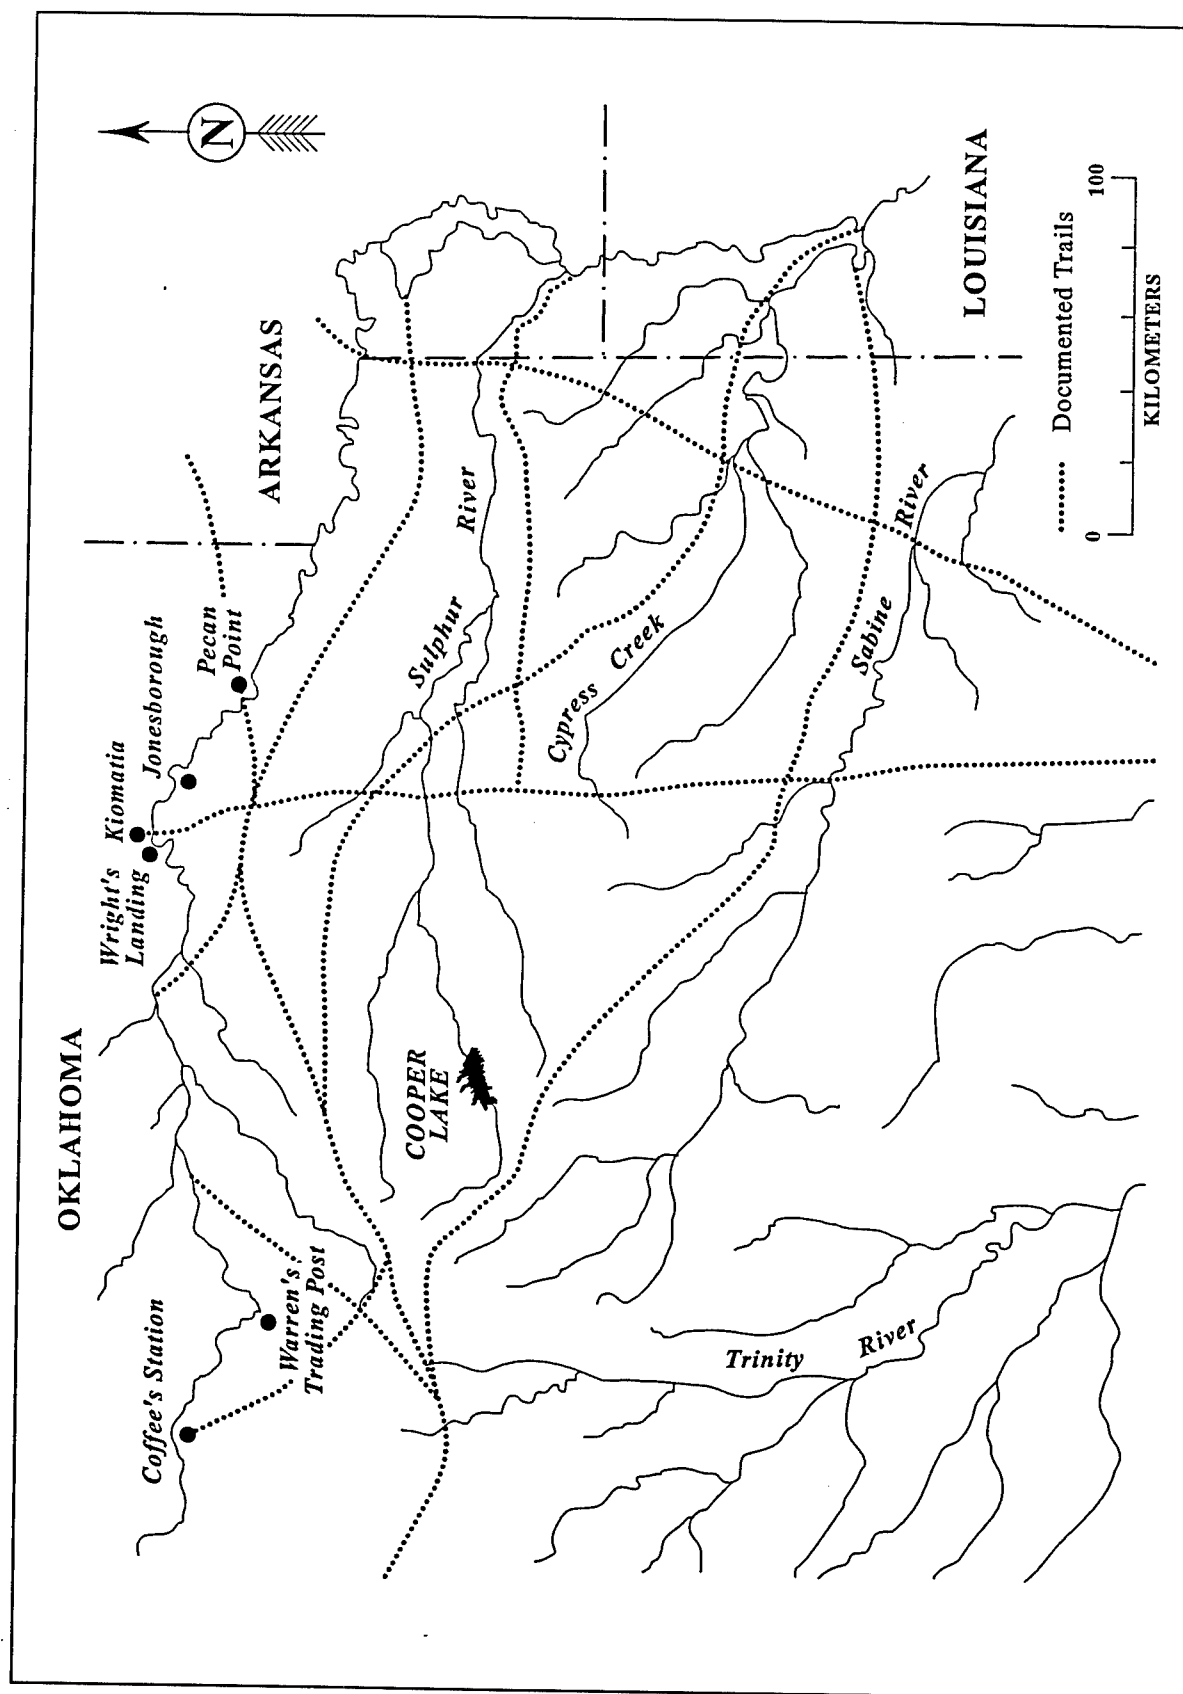 N
OKLAHOMA
ARKANSAS
LOUISIANA
Coffee's Station
Warren's
Trading Post
Wright's
Landing
Kiomatia
Jonesborough
Pecan
Point
COOPER
LAKE
Sulphur
River
Cypress
Creek
Sabine
River
Trinity
River
Documented Trails
0
100
KILOMETERS